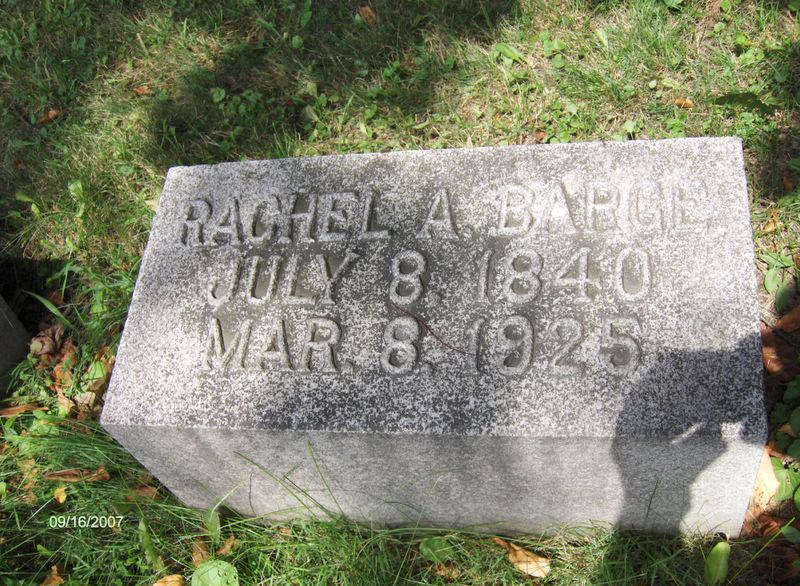 RACHEL A. BARGE
JULY 8. 1840
MAR. 8. 1925
09/16/2007